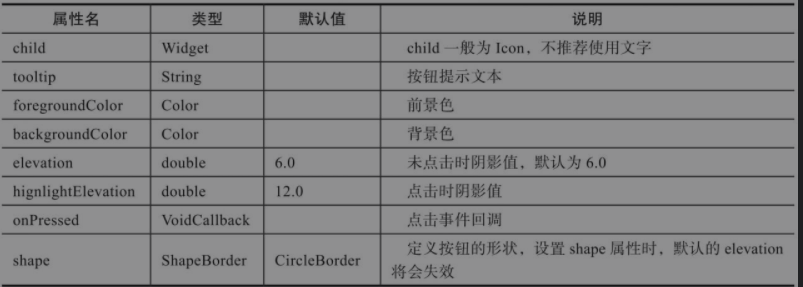 属性名 类型 默认值 说明
child Widget child 一般为 Icon，不推荐使用文字
tooltip String 按钮提示文本
foregroundColor Color 前景色
backgroundColor Color 背景色
elevation double 6.0 未点击时阴影值，默认为 6.0
hignlightElevation double 12.0 点击时阴影值
onPressed VoidCallback 点击事件回调
shape ShapeBorder CircleBorder 定义按钮的形状，设置 shape 属性时，默认的 elevation
将会失效